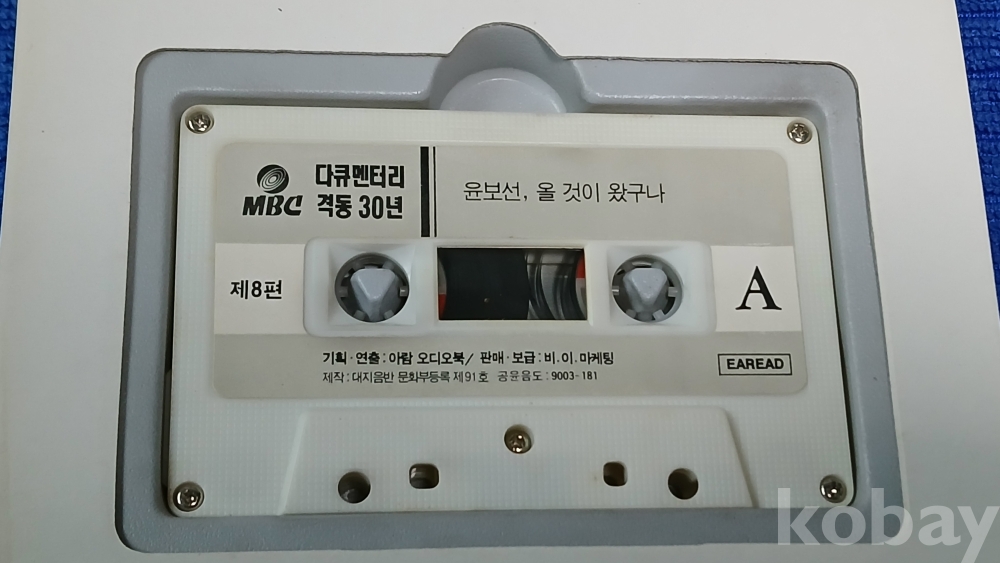 MBC
다큐멘터리
격동 30년
윤보선, 올 것이 왔구나
제8편
A
기획·연출:아람 오디오북/ 판매·보급:비.이.마케팅
제작:대지음반 문화부등록 제91호 공윤음도:9003-181
EAREAD
kobay